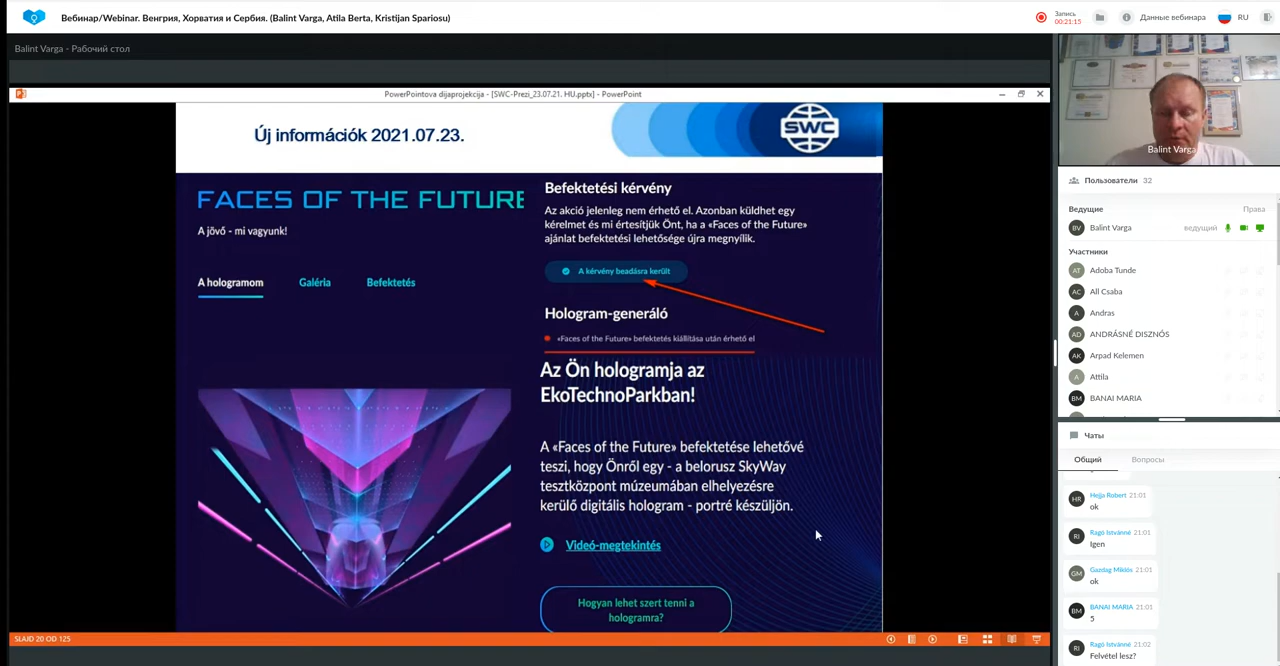 Вебинар/Webinar. Венгрия, Хорватия и Сербия. (Balint Varga, Atila Berta, Kristijan Spariosu)
Запись
00:21:15
Данные вебинара
RU
Balint Varga - Рабочий стол
PowerPointova dijaprojekcija - [SWC-Prezi_23.07.21. HU.pptx] - PowerPoint
Új információk 2021.07.23.
SWC
FACES OF THE FUTURE
A jövő - mi vagyunk!
A hologramom
Galéria
Befektetés
Befektetési kérvény
Az akció jelenleg nem érhető el. Azonban küldhet egy
kérelmet és mi értesítjük Önt, ha a «Faces of the Future»
ajánlat befektetési lehetősége újra megnyílik.
A kérvény beadásra került
Hologram-generáló
«Faces of the Future» befektetés kiállítása után érhető el
Az Ön hologramja az
EkoTechnoParkban!
A «Faces of the Future» befektetése lehetővé
teszi, hogy Önről egy - a belorusz SkyWay
tesztközpont múzeumában elhelyezésre
kerülő digitális hologram - portré készüljön.
Videó-megtekintés
Hogyan lehet szert tenni a
hologramra?
SLAJD 20 OD 125
Balint Varga
Пользователи 32
Ведущие
Права
BV
Balint Varga
ведущий
Участники
AT
Adoba Tunde
AC
All Csaba
A
Andras
AD
ANDRÁSNÉ DISZNÓS
AK
Arpad Kelemen
A
Attila
BM
BANAI MARIA
Чаты
Общий
Вопросы
HR
Hejja Robert 21:01
ok
RI
Ragó Istvánné 21:01
Igen
GM
Gazdag Miklós 21:01
ok
BM
BANAI MARIA 21:01
5
RI
Ragó Istvánné 21:02
Felvétel lesz?